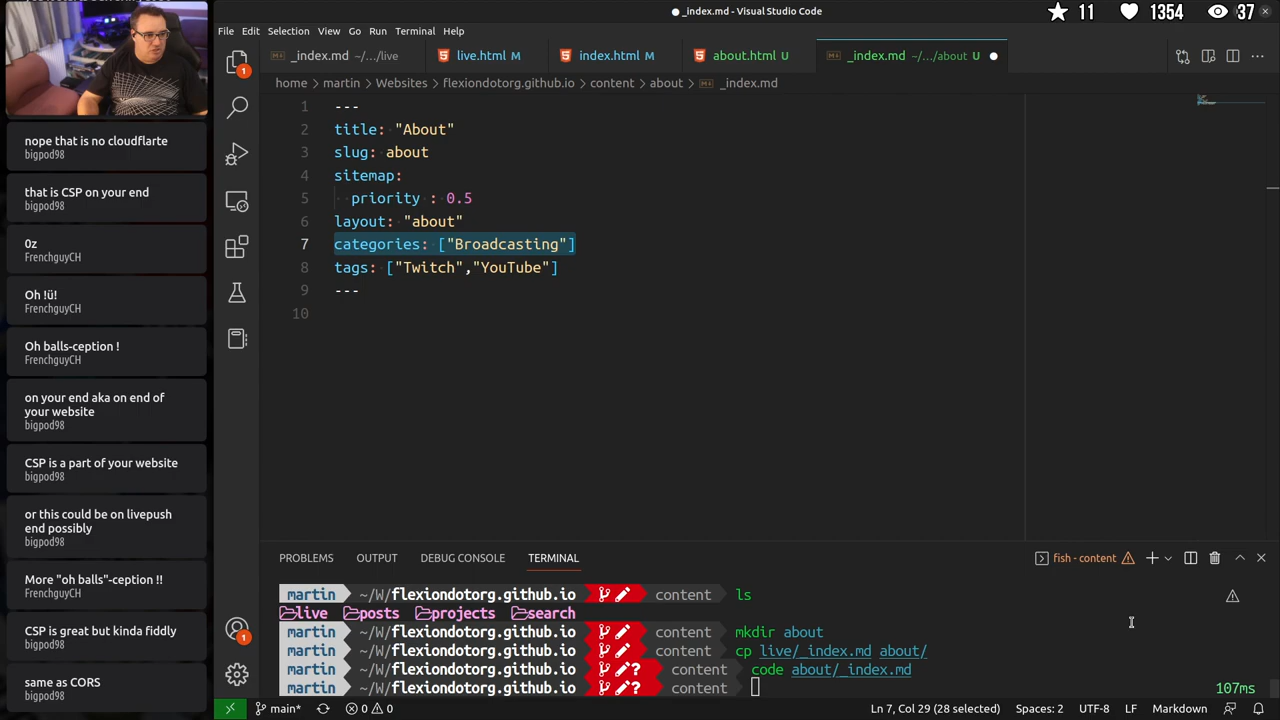 _index.md - Visual Studio Code
11 1354 37
File Edit Selection View Go Run Terminal Help
_index.md ~/.../live live.html M index.html M about.html U _index.md ~/.../about U
home martin Websites flexiondotorg.github.io content about _index.md
1 ---
2 title: "About"
3 slug: about
4 sitemap:
5 priority : 0.5
6 layout: "about"
7 categories: ["Broadcasting"]
8 tags: ["Twitch","YouTube"]
9 ---
10
nope that is no cloudflarte
bigpod98
that is CSP on your end
bigpod98
0z
FrenchguyCH
Oh !ü!
FrenchguyCH
Oh balls-ception !
FrenchguyCH
on your end aka on end of
your website
bigpod98
CSP is a part of your website
bigpod98
or this could be on livepush
end possibly
bigpod98
More "oh balls"-ception !!
FrenchguyCH
CSP is great but kinda fiddly
bigpod98
same as CORS
FrenchguyCH
1
1
PROBLEMS OUTPUT DEBUG CONSOLE TERMINAL
fish - content
martin ~/W/flexiondotorg.github.io content ls
live posts projects search
martin ~/W/flexiondotorg.github.io content mkdir about
martin ~/W/flexiondotorg.github.io content cp live/_index.md about/
martin ~/W/flexiondotorg.github.io ? content code about/_index.md
martin ~/W/flexiondotorg.github.io ? content
107ms
main* 0 0 Ln 7, Col 29 (28 selected) Spaces: 2 UTF-8 LF Markdown